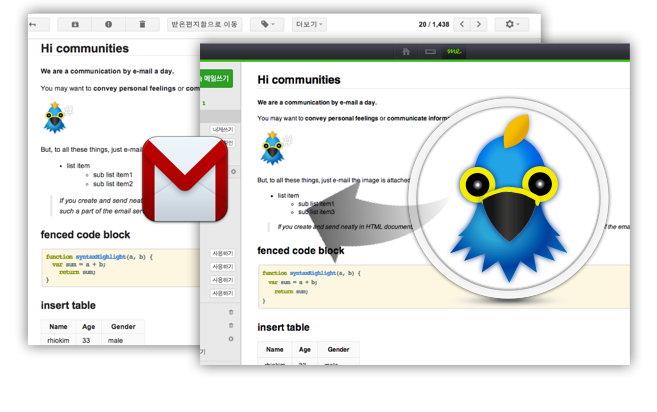 받은편지함으로 이동
더보기
20 / 1,438
Hi communities
We are a communication by e-mail a day.
You may want to convey personal feelings or com
But, to all these things, just e-mail
list item
sub list item1
sub list item2
If you create and send neatly
such a part of the email
fenced code block
function syntaxHighlight(a, b) {
var sum = a + b;
return sum;
}
insert table
Name Age Gender
rhiokim 33 male
me.
메일쓰기
1
내게쓰기
사용하기
사용하기
사용하기
사용하기
Hi communities
We are a communication by e-mail a day.
You may want to convey personal feelings or communicate
But, to all these things, just e-mail the image is attached
list item
sub list item1
sub list item3
If you create and send neatly in HTML document,
of the ema
fenced code block
function syntaxHighlight(a, b) {
var sum = a + b;
return sum;
}
insert table
Name Age Gender